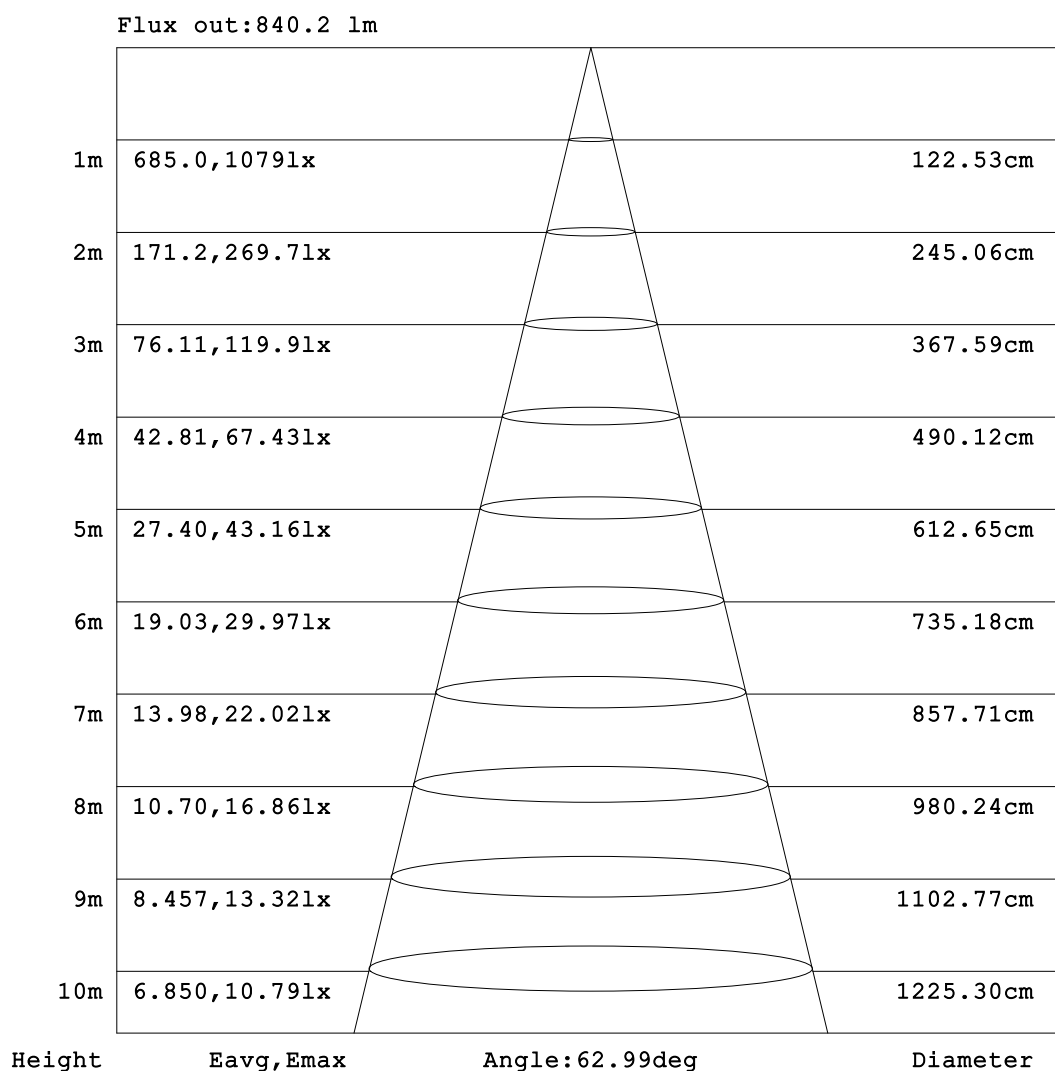 Flux out:840.2 lm
1m 685.0,1079lx 122.53cm
2m 171.2,269.7lx 245.06cm
3m 76.11,119.9lx 367.59cm
4m 42.81,67.43lx 490.12cm
5m 27.40,43.16lx 612.65cm
6m 19.03,29.97lx 735.18cm
7m 13.98,22.02lx 857.71cm
8m 10.70,16.86lx 980.24cm
9m 8.457,13.32lx 1102.77cm
10m 6.850,10.79lx 1225.30cm
Height Eavg,Emax Angle:62.99deg Diameter